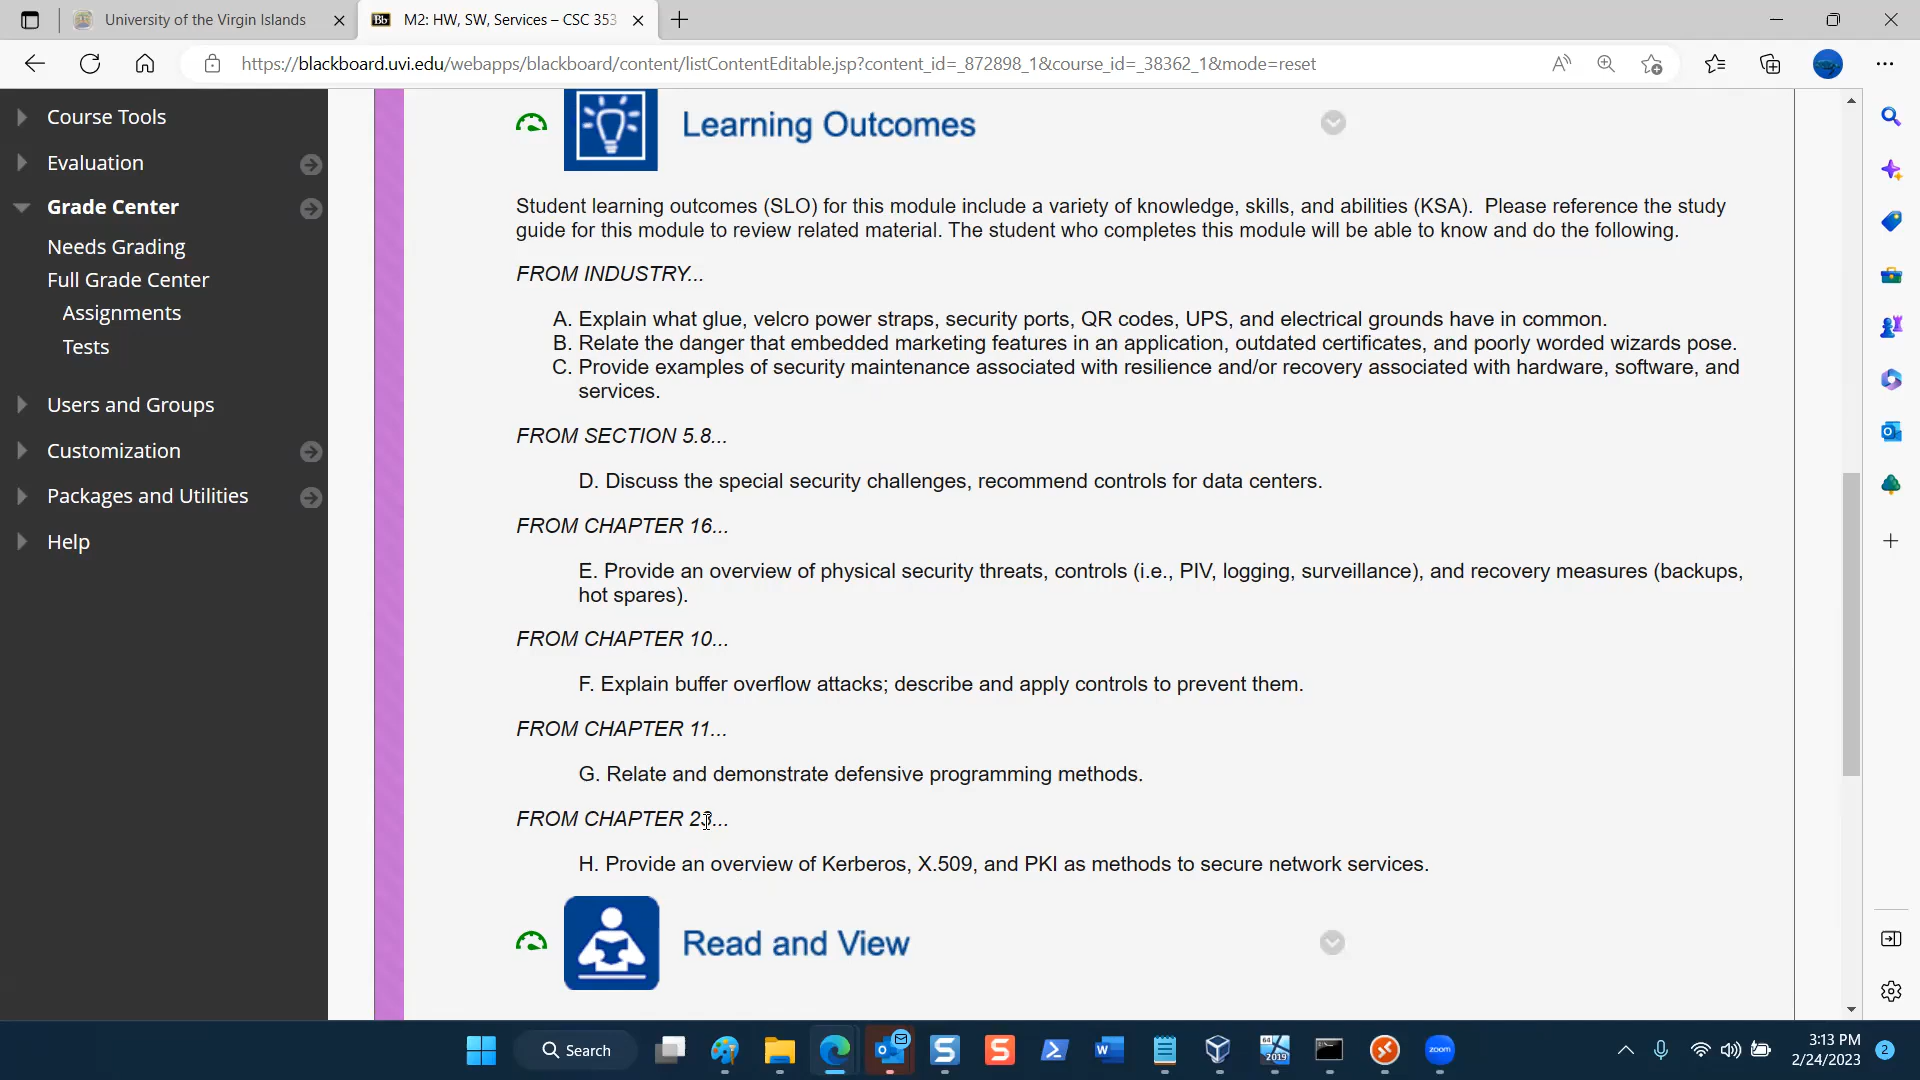 University of the Virgin Islands
M2: HW, SW, Services – CSC 353
https://blackboard.uvi.edu/webapps/blackboard/content/listContentEditable.jsp?content_id=_872898_1&course_id=_38362_1&mode=reset
Course Tools
Evaluation
Grade Center
Needs Grading
Full Grade Center
Assignments
Tests
Users and Groups
Customization
Packages and Utilities
Help
Learning Outcomes
Student learning outcomes (SLO) for this module include a variety of knowledge, skills, and abilities (KSA).  Please reference the study
guide for this module to review related material. The student who completes this module will be able to know and do the following.
FROM INDUSTRY...
A. Explain what glue, velcro power straps, security ports, QR codes, UPS, and electrical grounds have in common.
B. Relate the danger that embedded marketing features in an application, outdated certificates, and poorly worded wizards pose.
C. Provide examples of security maintenance associated with resilience and/or recovery associated with hardware, software, and
services.
FROM SECTION 5.8...
D. Discuss the special security challenges, recommend controls for data centers.
FROM CHAPTER 16...
E. Provide an overview of physical security threats, controls (i.e., PIV, logging, surveillance), and recovery measures (backups,
hot spares).
FROM CHAPTER 10...
F. Explain buffer overflow attacks; describe and apply controls to prevent them.
FROM CHAPTER 11...
G. Relate and demonstrate defensive programming methods.
FROM CHAPTER 23...
H. Provide an overview of Kerberos, X.509, and PKI as methods to secure network services.
Read and View
Search
64
2019
zoom
3:13 PM
2/24/2023
2